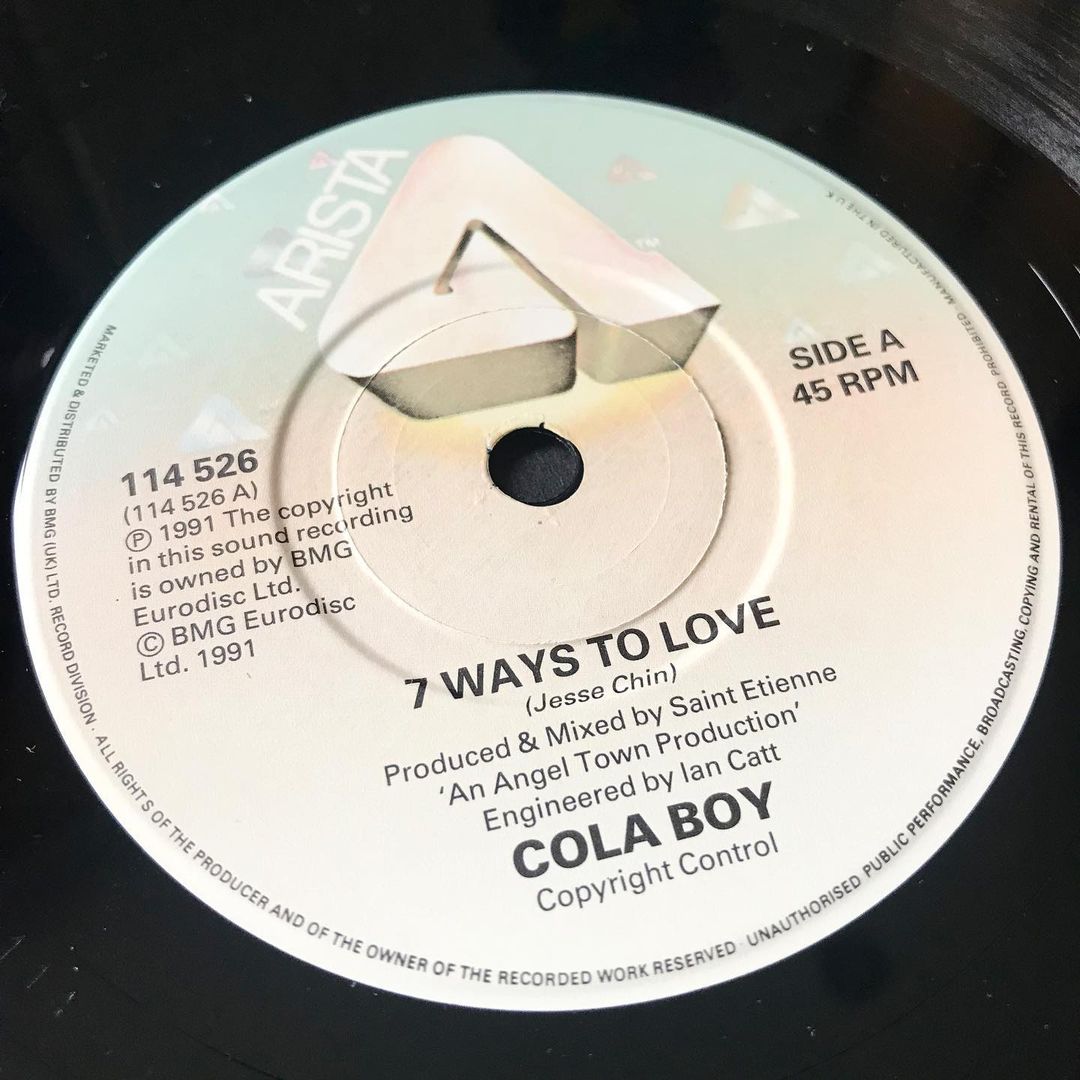 ARISTA
TM
SIDE A
45 RPM
114 526
(114 526 A)
Ⓟ 1991 The copyright
in this sound recording
is owned by BMG
Eurodisc Ltd.
© BMG Eurodisc
Ltd. 1991
7 WAYS TO LOVE
(Jesse Chin)
Produced & Mixed by Saint Etienne
‘An Angel Town Production’
Engineered by Ian Catt
COLA BOY
Copyright Control
MARKETED & DISTRIBUTED BY BMG (UK) LTD. RECORD DIVISION · ALL RIGHTS OF THE PRODUCER AND OF THE OWNER OF THE RECORDED WORK RESERVED · UNAUTHORISED PUBLIC PERFORMANCE, BROADCASTING, COPYING AND RENTAL OF THIS RECORD PROHIBITED · MANUFACTURED IN THE U.K.